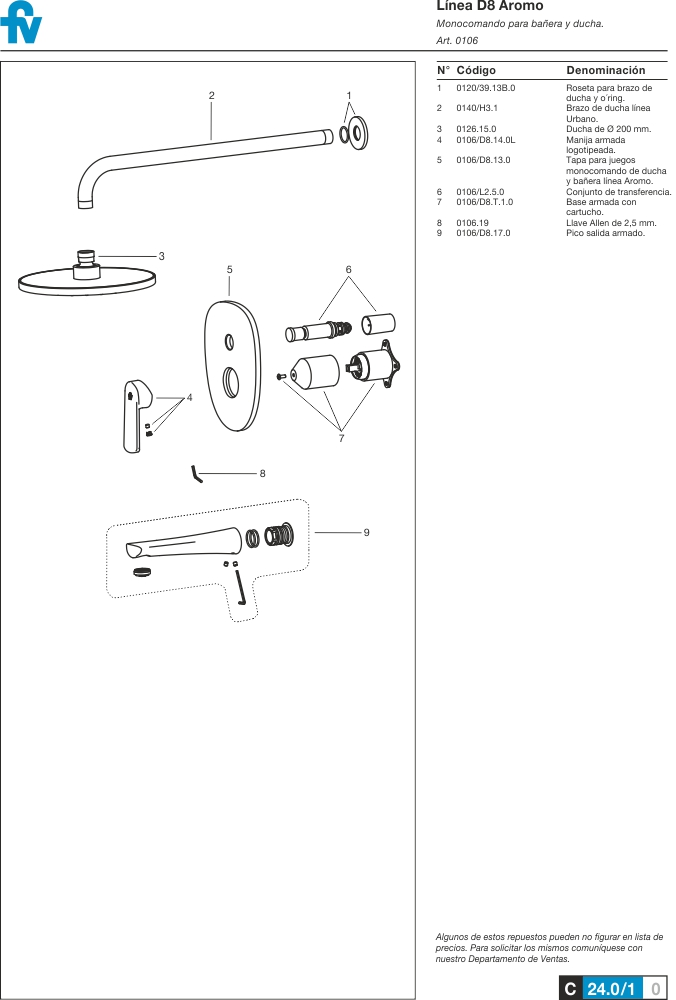 fv
Línea D8 Aromo
Monocomando para bañera y ducha.
Art. 0106
N° Código Denominación
1 0120/39.13B.0 Roseta para brazo de
ducha y o´ring.
2 0140/H3.1 Brazo de ducha línea
Urbano.
3 0126.15.0 Ducha de Ø 200 mm.
4 0106/D8.14.0L Manija armada
logotipeada.
5 0106/D8.13.0 Tapa para juegos
monocomando de ducha
y bañera línea Aromo.
6 0106/L2.5.0 Conjunto de transferencia.
7 0106/D8.T.1.0 Base armada con
cartucho.
8 0106.19 Llave Allen de 2,5 mm.
9 0106/D8.17.0 Pico salida armado.
2
1
3
5
6
4
7
8
9
Algunos de estos repuestos pueden no figurar en lista de
precios. Para solicitar los mismos comuníquese con
nuestro Departamento de Ventas.
C 24.0/1 0